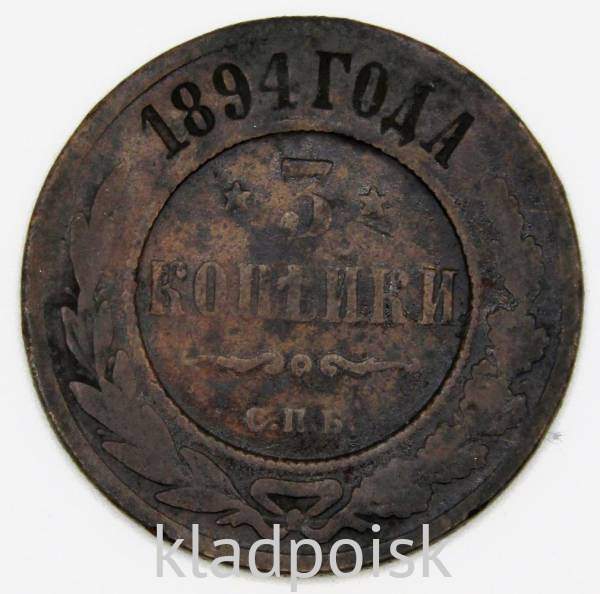 1894 ГОДА
3
КОПѢЙКИ
С.П.Б.
kladpoisk